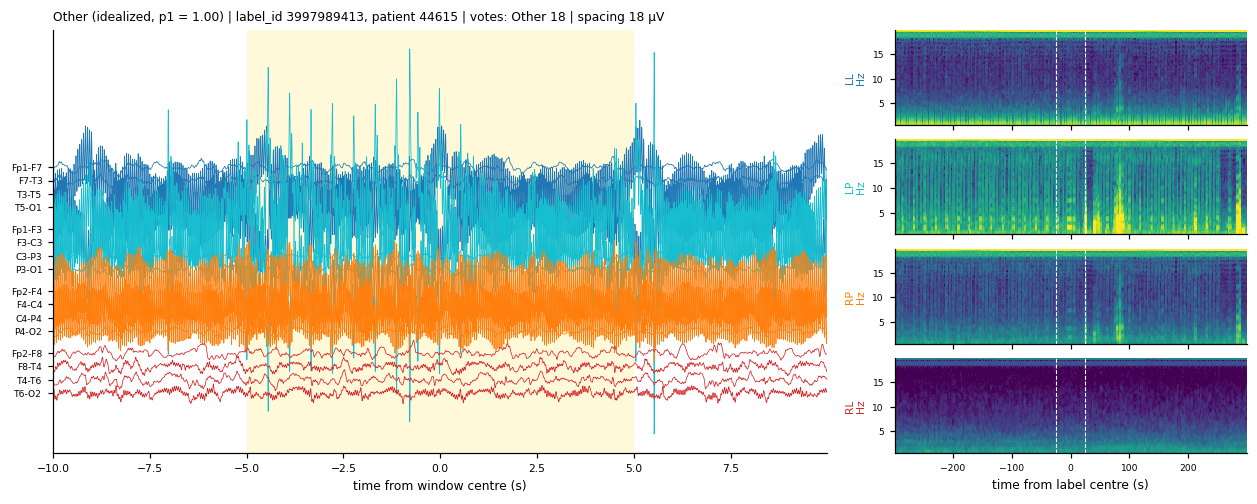 Other (idealized, p1 = 1.00) | label_id 3997989413, patient 44615 | votes: Other 18 | spacing 18 µV
Fp1-F7
F7-T3
T3-T5
T5-O1
Fp1-F3
F3-C3
C3-P3
P3-O1
Fp2-F4
F4-C4
C4-P4
P4-O2
Fp2-F8
F8-T4
T4-T6
T6-O2
−10.0 −7.5 −5.0 −2.5 0.0 2.5 5.0 7.5
time from window centre (s)
LL
Hz
15
10
5
LP
Hz
15
10
5
RP
Hz
15
10
5
RL
Hz
15
10
5
−200 −100 0 100 200
time from label centre (s)